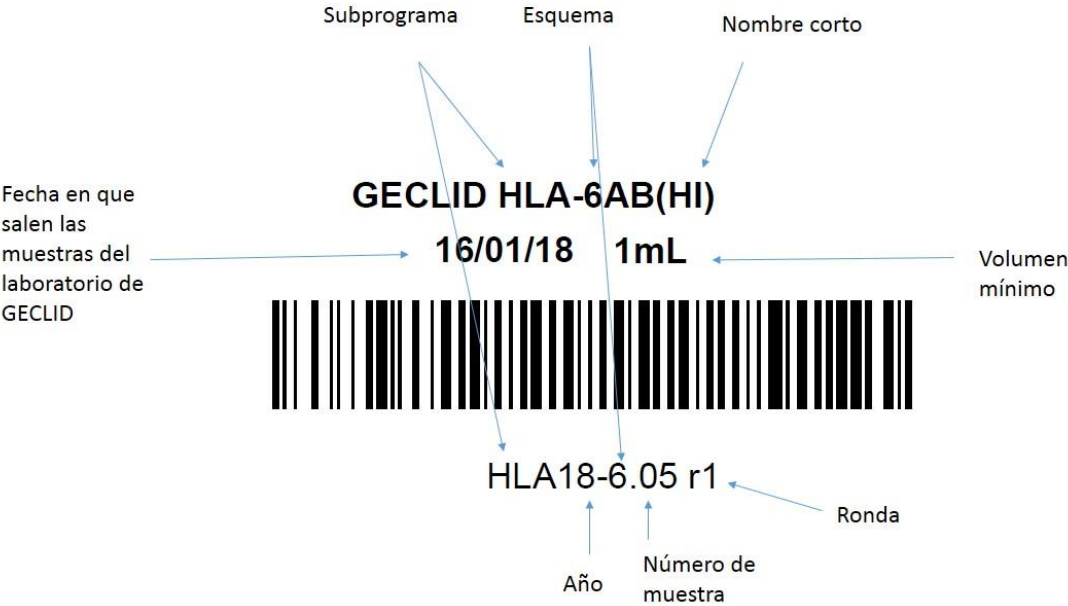 Subprograma
Esquema
Nombre corto
GECLID HLA-6AB(HI)
Fecha en que
salen las
muestras del
laboratorio de
GECLID
16/01/18 1mL
Volumen
mínimo
HLA18-6.05 r1
Ronda
Año
Número de
muestra